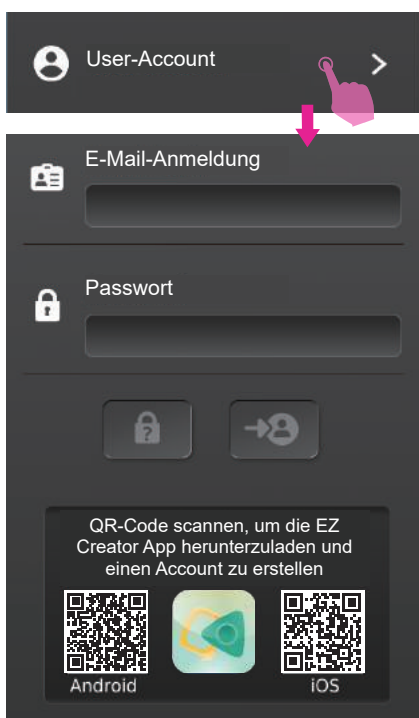 User-Account
E-Mail-Anmeldung
Passwort
QR-Code scannen, um die EZ
Creator App herunterzuladen und
einen Account zu erstellen
Android
iOS